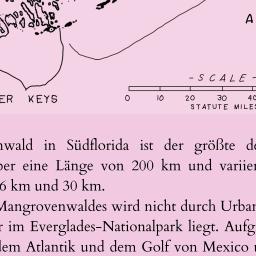 A
- SCALE -
ER KEYS
0 10 20 30 40
STATUTE MILES
nwald in Südflorida ist der größte de
ber eine Länge von 200 km und variier
6 km und 30 km.
Mangrovenwaldes wird nicht durch Urban
r im Everglades-Nationalpark liegt. Aufg
dem Atlantik und dem Golf von Mexico u